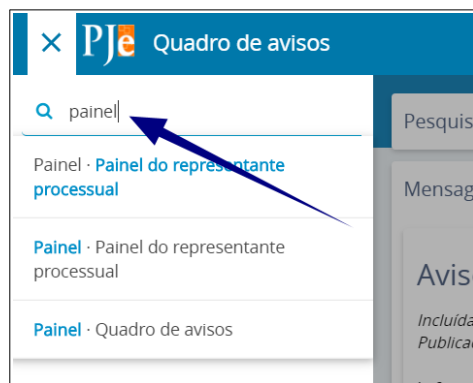 PJe Quadro de avisos
painel
Pesquis
Painel · Painel do representante
processual
Mensag
Painel · Painel do representante
processual
Avis
Incluída
Publica
Painel · Quadro de avisos